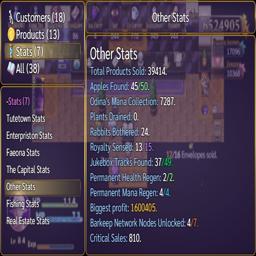 Customers (18)
Products (13)
Stats (7)
All (38)
-Stats (7)
Tutetown Stats
Enterpriston Stats
Faeona Stats
The Capital Stats
Other Stats
Fishing Stats
Real Estate Stats
Other Stats
Other Stats
Total Products Sold: 39414.
Apples Found: 45/50.
Odina's Mana Collection: 7287.
Plants Drained: 0.
Rabbits Bothered: 24.
Royalty Sensed: 13/15.
Jukebox Tracks Found: 37/49.
Permanent Health Regen: 2/2.
Permanent Mana Regen: 4/4.
Biggest profit: 1600405.
Barkeep Network Nodes Unlocked: 4/7.
Critical Sales: 810.
/16 Envelopes sold.
6524905